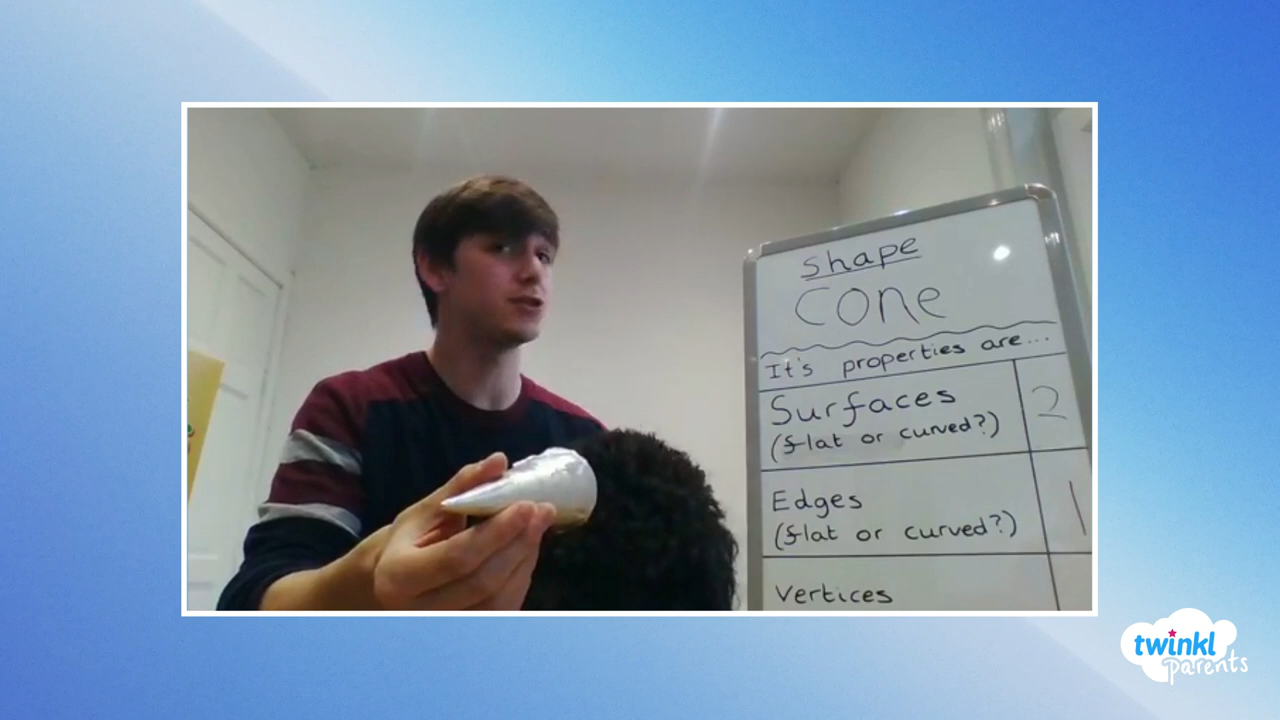 shape
CONE
It's properties are...
Surfaces
(flat or curved?)
2
Edges
(flat or curved?)
1
Vertices
twinkl
parents